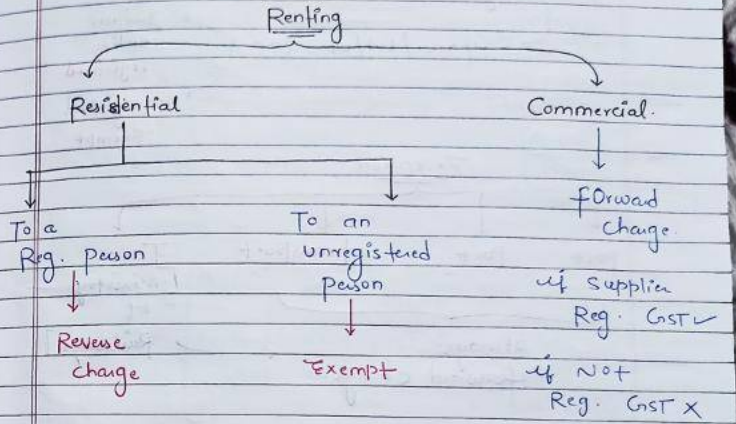 Renting
Residential
Commercial.
To a
Reg. person
To an
unregistered
person
forward
charge.
Reverse
charge
Exempt
if supplier
Reg. GST ✓
if Not
Reg. GST X